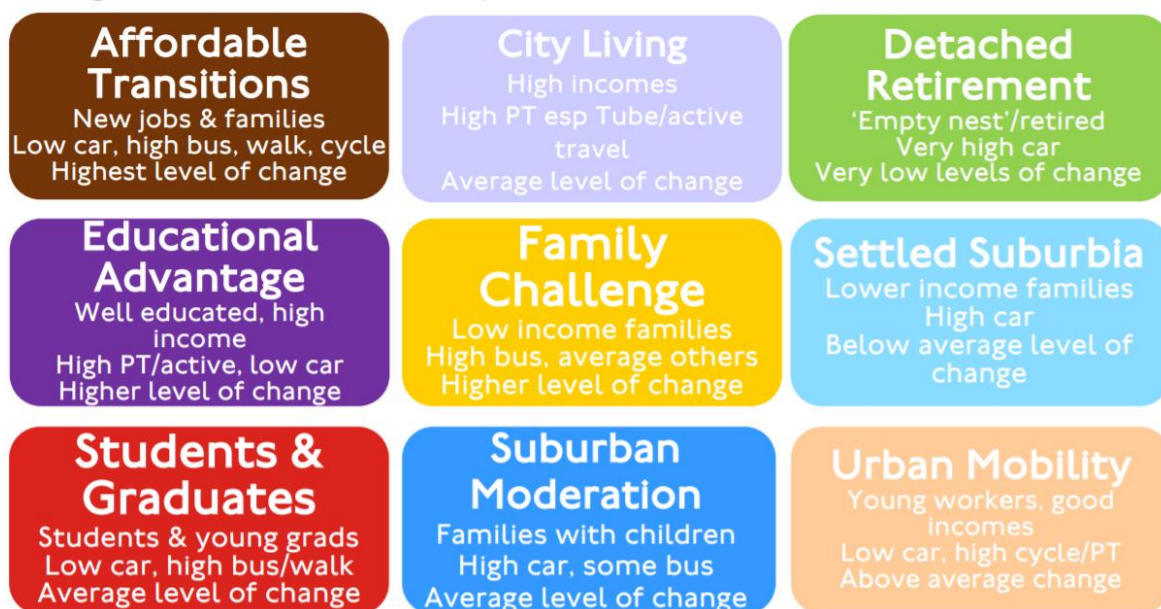 Affordable
Transitions
New jobs & families
Low car, high bus, walk, cycle
Highest level of change
City Living
High incomes
High PT esp Tube/active
travel
Average level of change
Detached
Retirement
‘Empty nest’/retired
Very high car
Very low levels of change
Educational
Advantage
Well educated, high
income
High PT/active, low car
Higher level of change
Family
Challenge
Low income families
High bus, average others
Higher level of change
Settled Suburbia
Lower income families
High car
Below average level of
change
Students &
Graduates
Students & young grads
Low car, high bus/walk
Average level of change
Suburban
Moderation
Families with children
High car, some bus
Average level of change
Urban Mobility
Young workers, good
incomes
Low car, high cycle/PT
Above average change